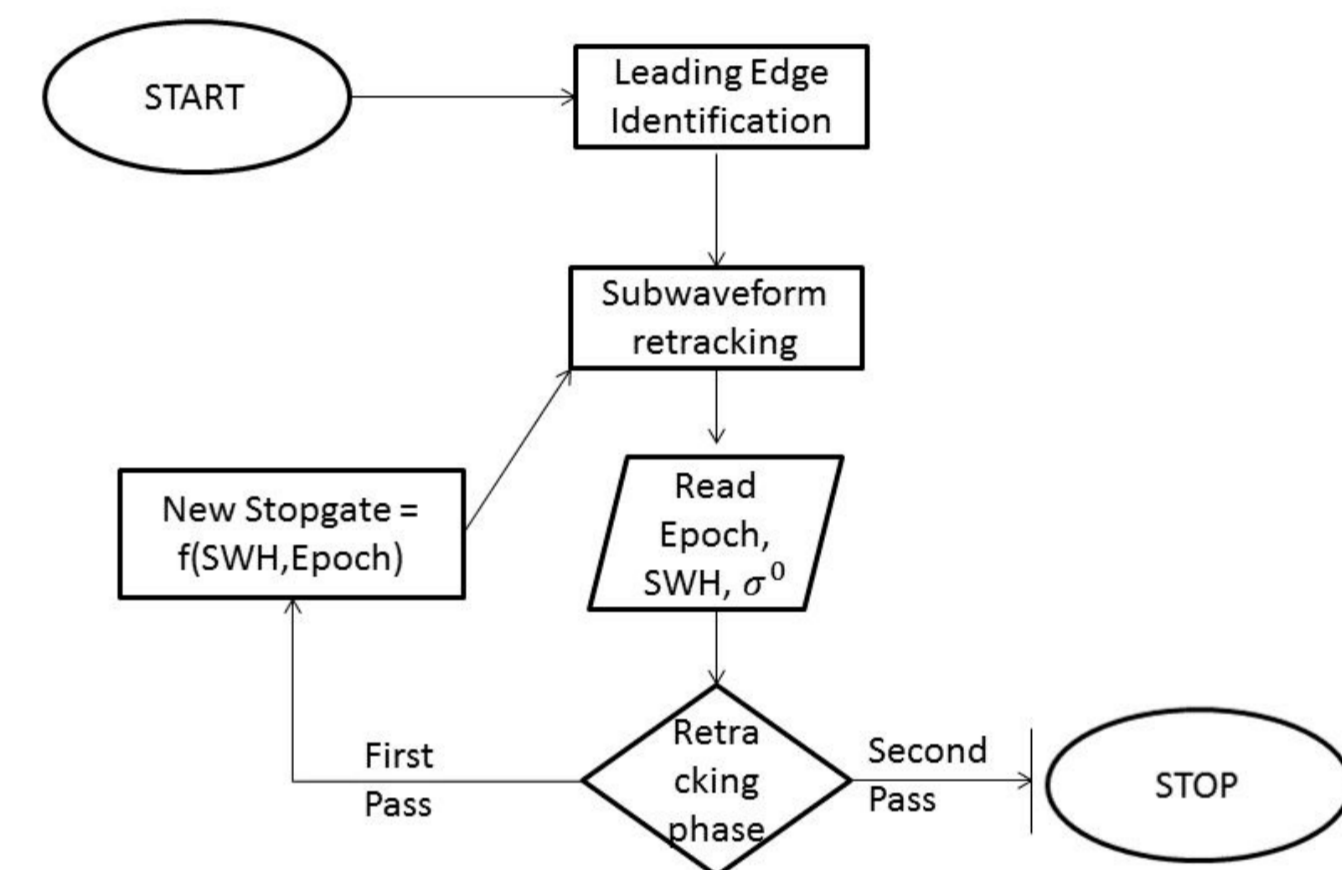 START
Leading Edge
Identification
Subwaveform
retracking
Read
Epoch,
SWH, σ⁰
New Stopgate =
f(SWH,Epoch)
Retra
cking
phase
First
Pass
Second
Pass
STOP